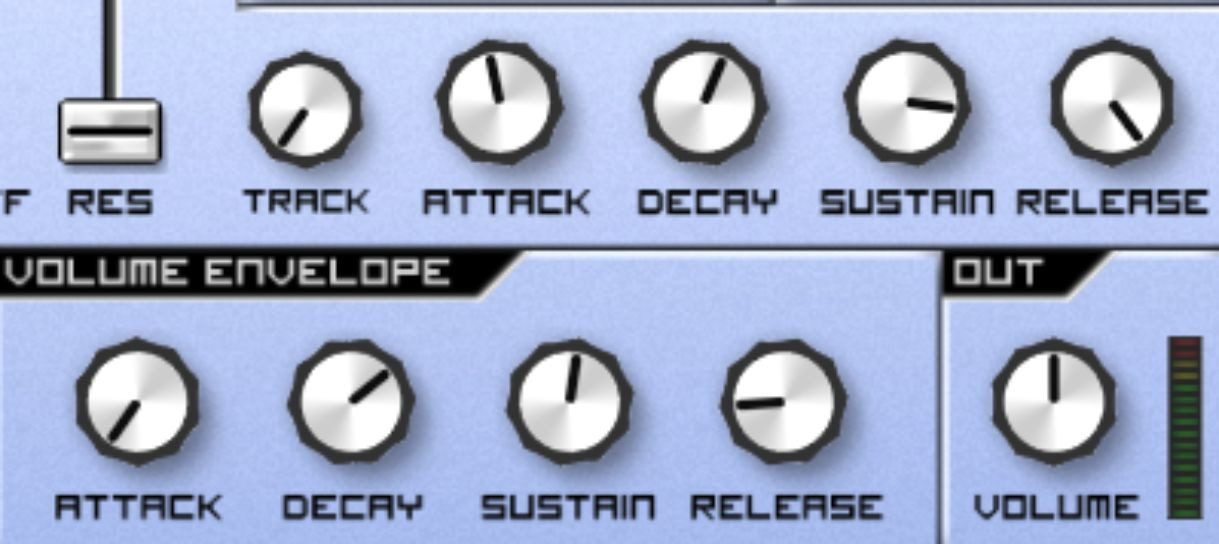 F RES TRACK ATTACK DECAY SUSTAIN RELEASE
VOLUME ENVELOPE OUT
ATTACK DECAY SUSTAIN RELEASE VOLUME